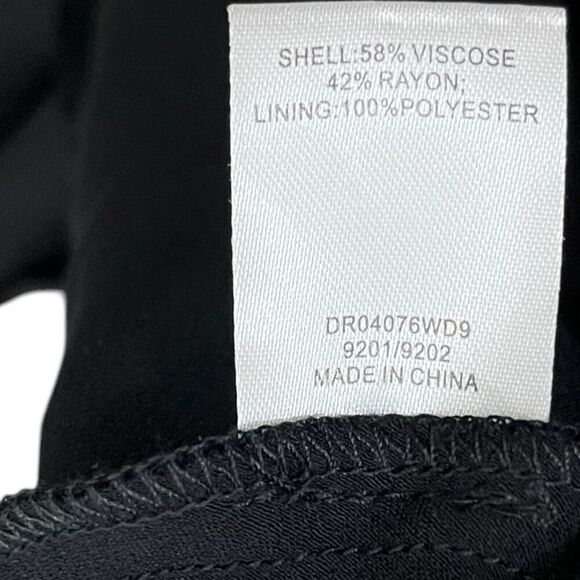 SHELL:58% VISCOSE
42% RAYON;
LINING:100%POLYESTER
DR04076WD9
9201/9202
MADE IN CHINA